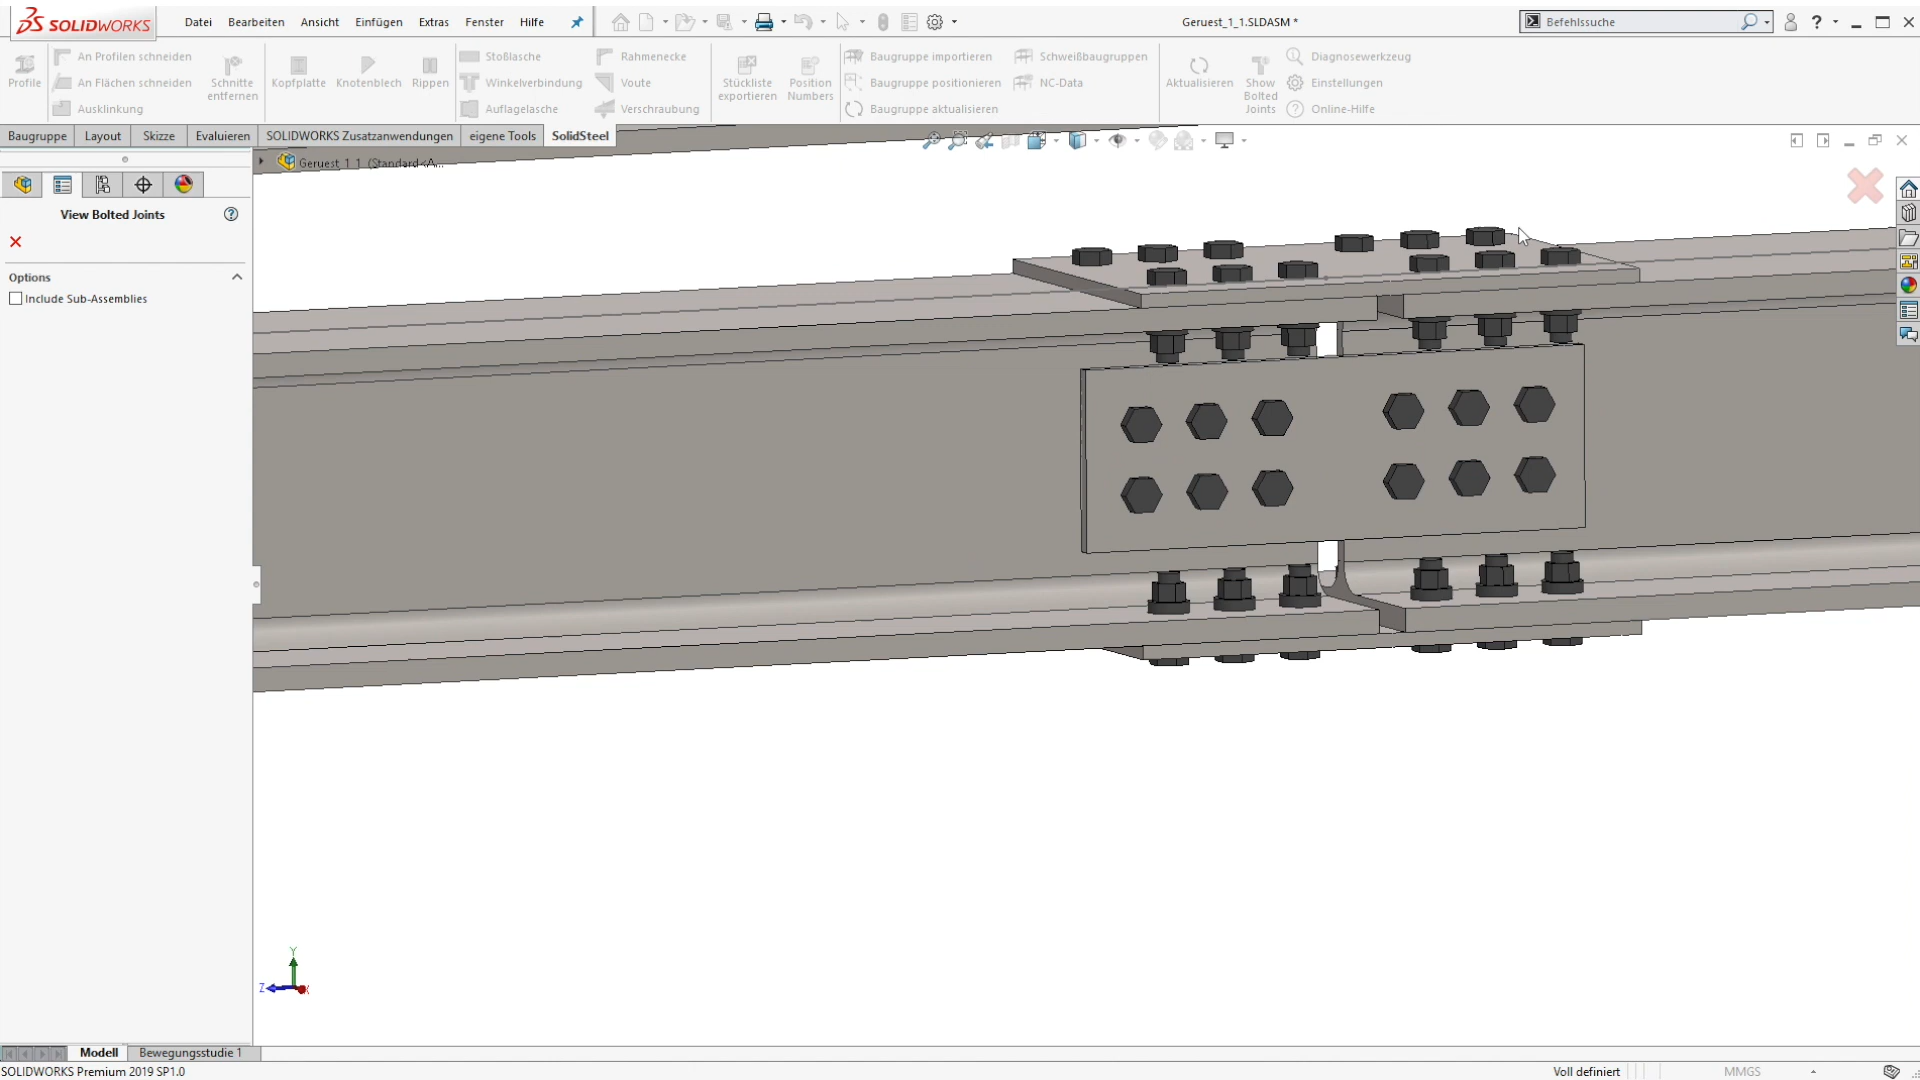 SOLIDWORKS
Datei Bearbeiten Ansicht Einfügen Extras Fenster Hilfe
Geruest_1_1.SLDASM *
Befehlssuche
?
Profile
An Profilen schneiden
An Flächen schneiden
Ausklinkung
Schnitte
entfernen
Kopfplatte
Knotenblech
Rippen
Stoßlasche
Winkelverbindung
Auflagelasche
Rahmenecke
Voute
Verschraubung
Stückliste
exportieren
Position
Numbers
Baugruppe importieren
Baugruppe positionieren
Baugruppe aktualisieren
Schweißbaugruppen
NC-Data
Aktualisieren
Show
Bolted
Joints
Diagnosewerkzeug
Einstellungen
Online-Hilfe
Baugruppe Layout Skizze Evaluieren SOLIDWORKS Zusatzanwendungen eigene Tools SolidSteel
Geruest_1_1 (Standard<A...
View Bolted Joints
Options
Include Sub-Assemblies
Y
Z
X
Modell Bewegungsstudie 1
SOLIDWORKS Premium 2019 SP1.0
Voll definiert
MMGS